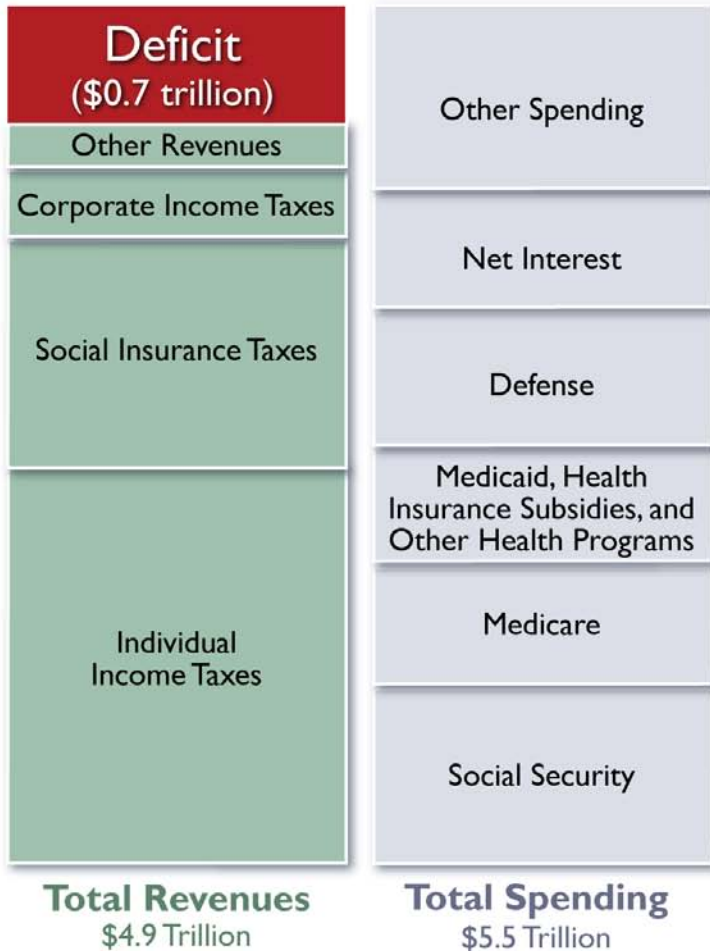 Deficit
($0.7 trillion)
Other Revenues
Corporate Income Taxes
Social Insurance Taxes
Individual
Income Taxes
Total Revenues
$4.9 Trillion
Other Spending
Net Interest
Defense
Medicaid, Health
Insurance Subsidies, and
Other Health Programs
Medicare
Social Security
Total Spending
$5.5 Trillion